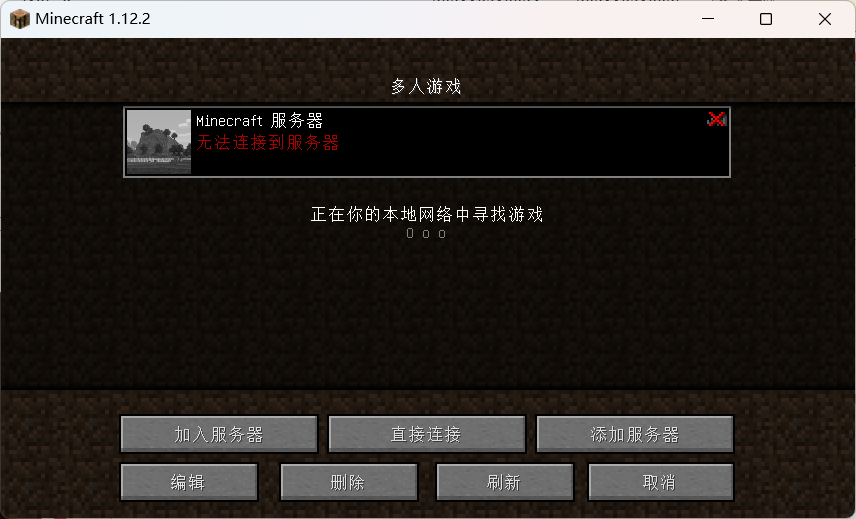 Minecraft 1.12.2
多人游戏
Minecraft 服务器
无法连接到服务器
正在你的本地网络中寻找游戏
O o o
加入服务器 直接连接 添加服务器
编辑 删除 刷新 取消